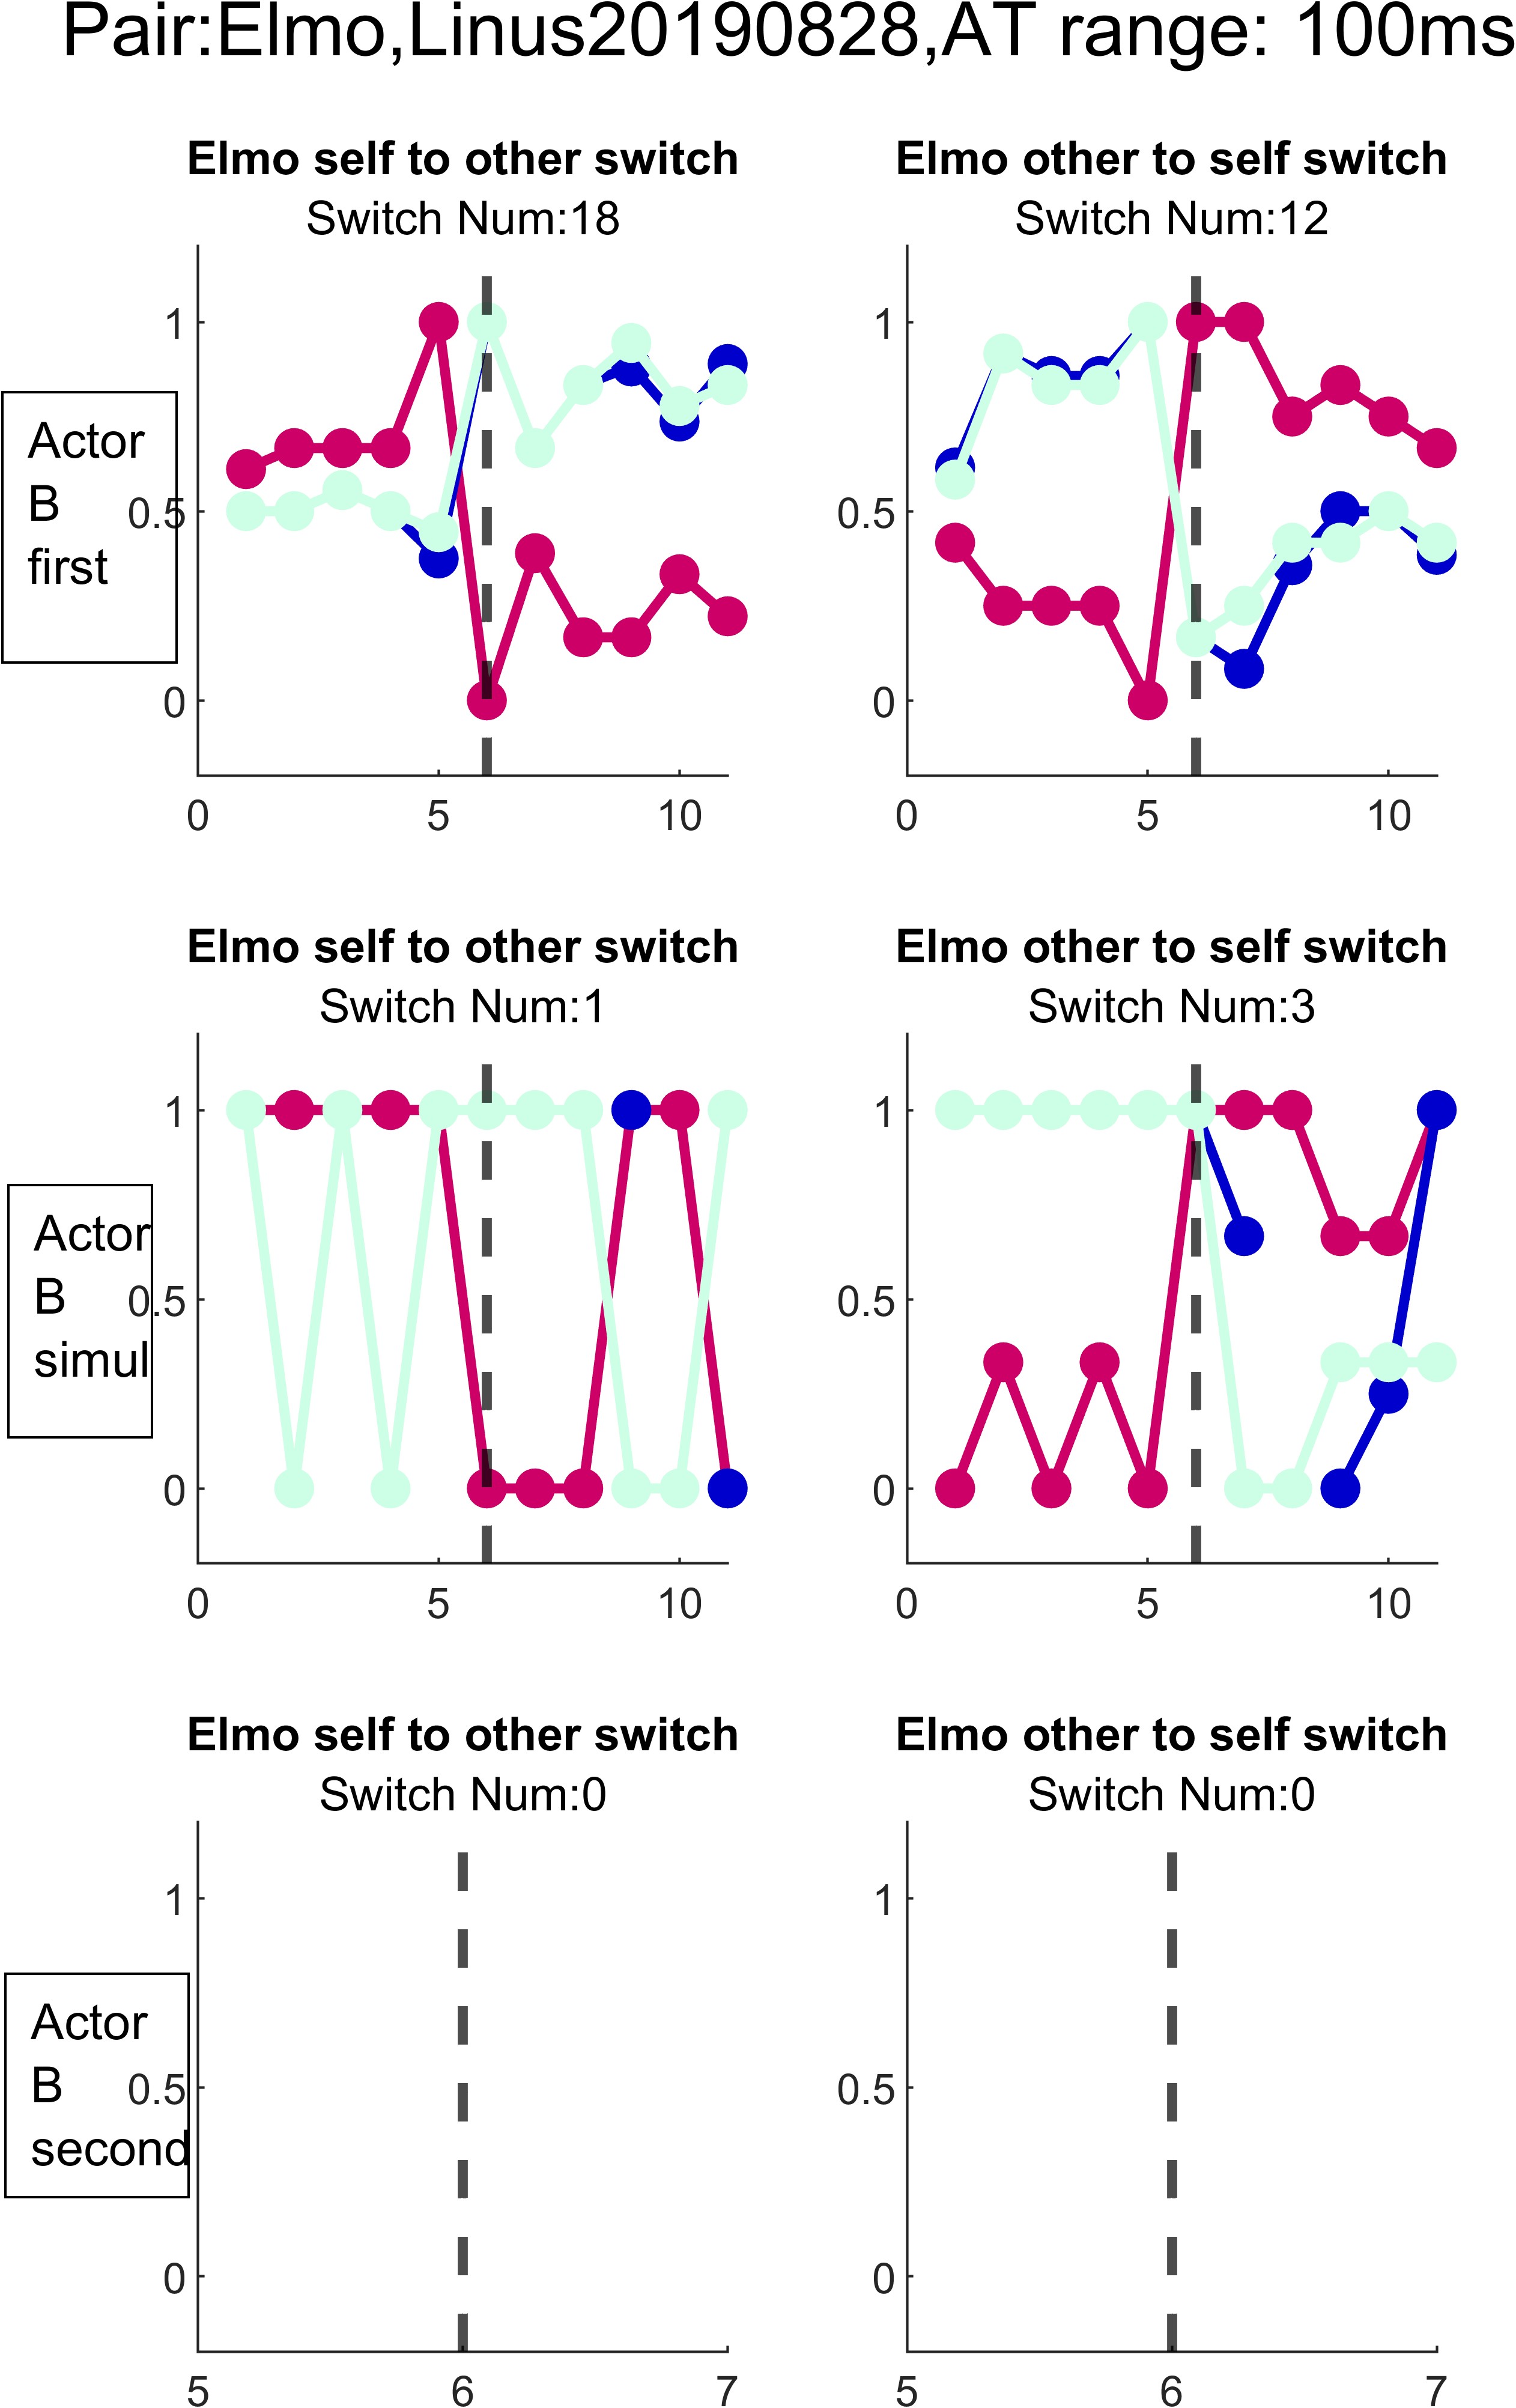 Pair:Elmo,Linus20190828,AT range: 100ms
Elmo self to other switch
Switch Num:18
Elmo other to self switch
Switch Num:12
Actor
B
first
1
0.5
0
0
5
10
1
0.5
0
0
5
10
Elmo self to other switch
Switch Num:1
Elmo other to self switch
Switch Num:3
Actor
B
simul
1
0.5
0
0
5
10
1
0.5
0
0
5
10
Elmo self to other switch
Switch Num:0
Elmo other to self switch
Switch Num:0
Actor
B
second
1
0.5
0
5
6
7
1
0.5
0
5
6
7